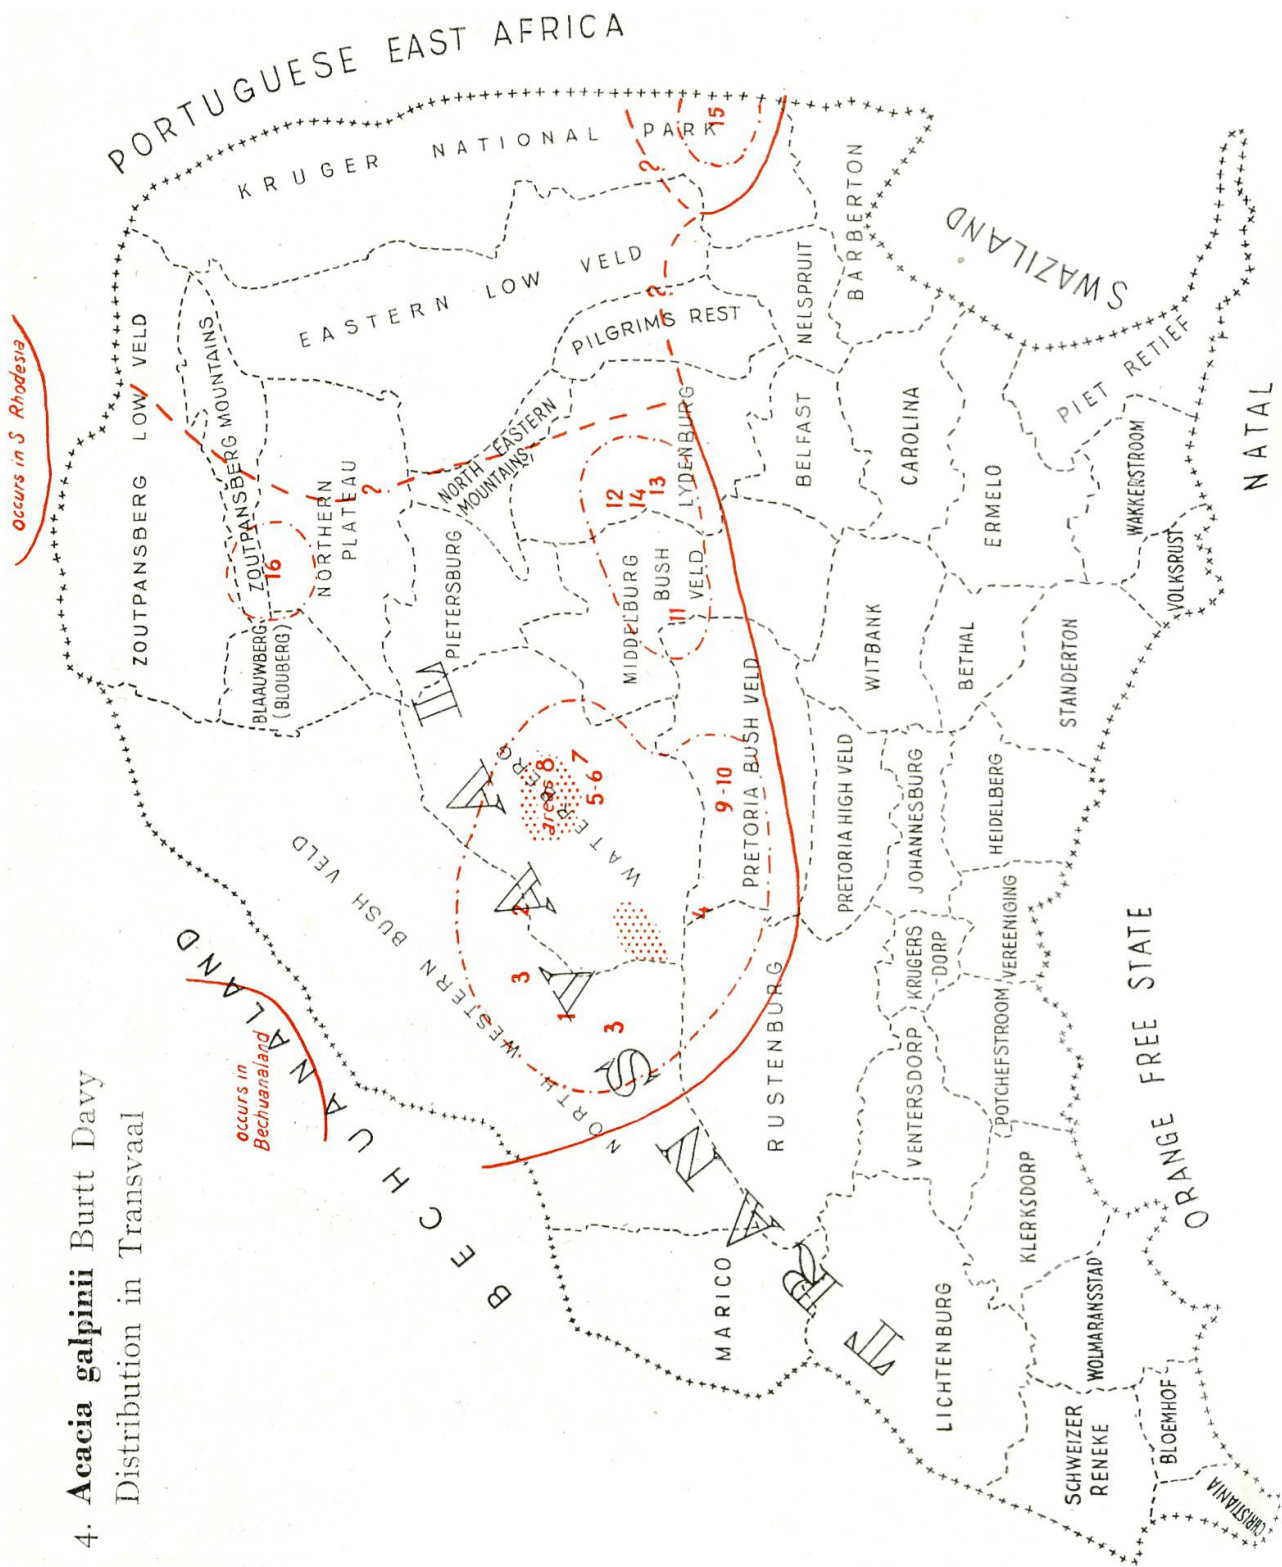 4. Acacia galpinii Burtt Davy
Distribution in Transvaal
occurs in S Rhodesia
occurs in
Bechuanaland
BECHUANALAND
PORTUGUESE EAST AFRICA
SWAZILAND
NATAL
ORANGE FREE STATE
TRANSVAAL
ZOUTPANSBERG LOW VELD
ZOUTPANSBERG MOUNTAINS
16
BLAAUWBERG
(BLOUBERG)
NORTHERN
PLATEAU
?
KRUGER NATIONAL PARK
15
?
EASTERN LOW VELD
?
PIETERSBURG
NORTH EASTERN
MOUNTAINS
PILGRIMS REST
LYDENBURG
12
14
13
MIDDELBURG
BUSH
VELD
11
NORTH WESTERN BUSH VELD
WATERBERG
areas 8
7
5-6
2
3
1
3
4
9-10
PRETORIA BUSH VELD
RUSTENBURG
MARICO
NELSPRUIT
BARBERTON
BELFAST
CAROLINA
ERMELO
PIET RETIEF
WAKKERSTROOM
VOLKSRUST
WITBANK
BETHAL
STANDERTON
PRETORIA HIGH VELD
JOHANNESBURG
HEIDELBERG
KRUGERS
DORP
VEREENIGING
VENTERSDORP
POTCHEFSTROOM
LICHTENBURG
KLERKSDORP
WOLMARANSSTAD
SCHWEIZER
RENEKE
BLOEMHOF
CHRISTIANIA